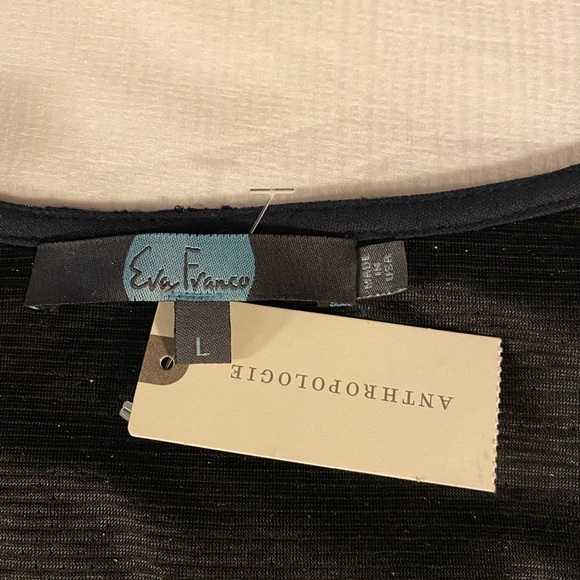 Eva Franco
MADE
IN
USA
L
ANTHROPOLOGIE